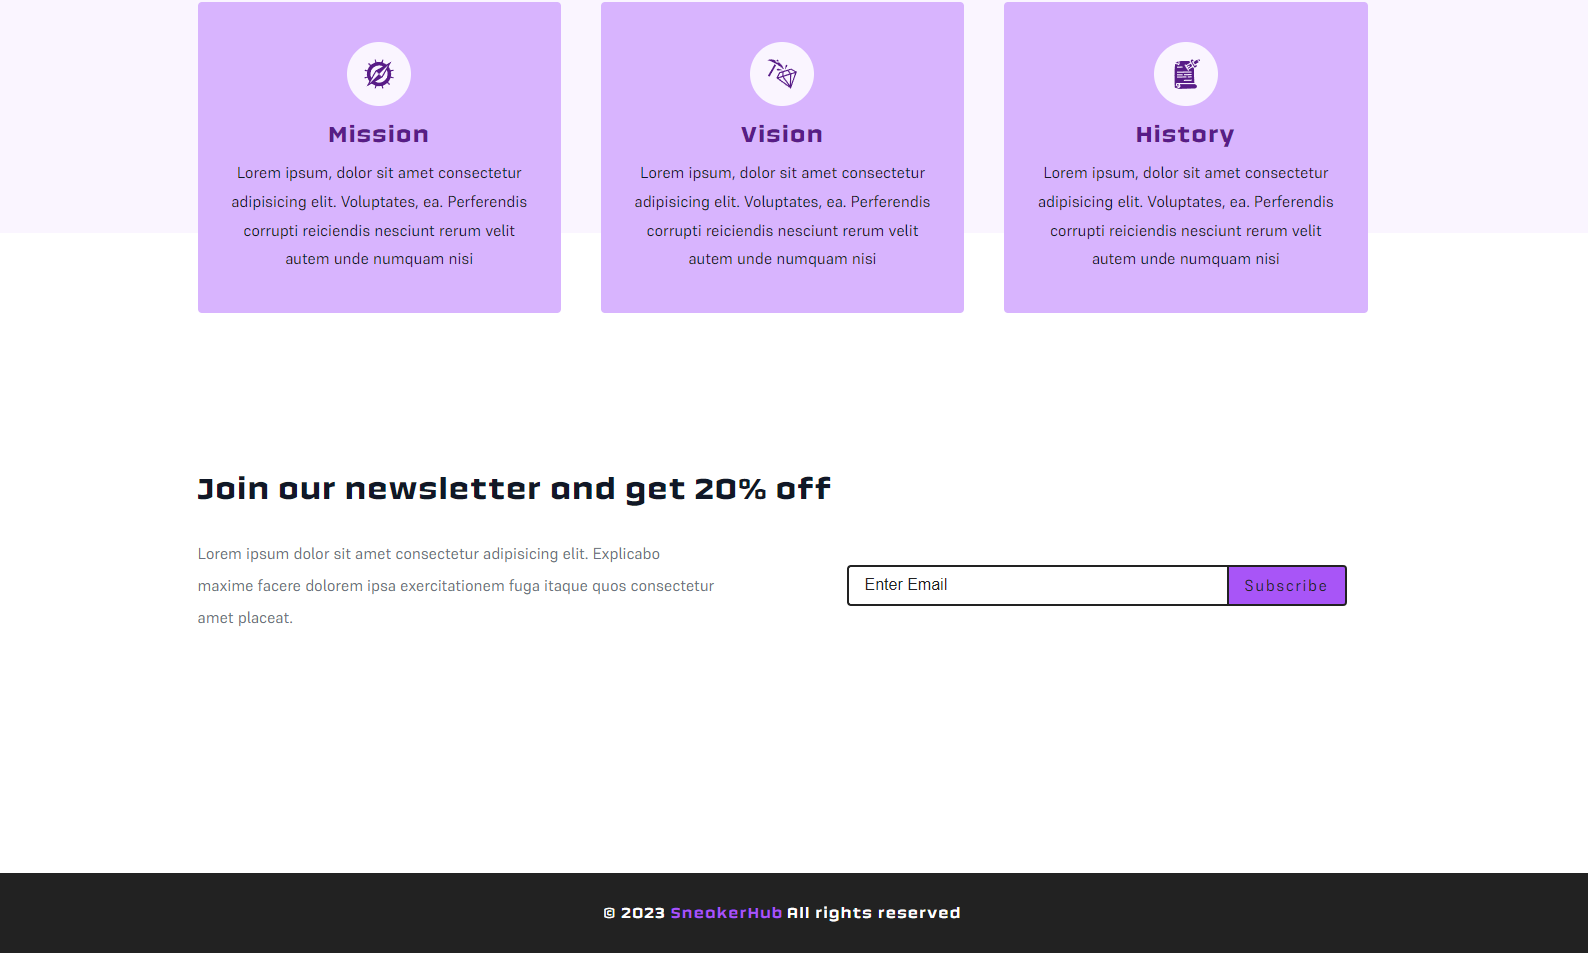 Mission
Lorem ipsum, dolor sit amet consectetur
adipisicing elit. Voluptates, ea. Perferendis
corrupti reiciendis nesciunt rerum velit
autem unde numquam nisi
Vision
Lorem ipsum, dolor sit amet consectetur
adipisicing elit. Voluptates, ea. Perferendis
corrupti reiciendis nesciunt rerum velit
autem unde numquam nisi
History
Lorem ipsum, dolor sit amet consectetur
adipisicing elit. Voluptates, ea. Perferendis
corrupti reiciendis nesciunt rerum velit
autem unde numquam nisi
Join our newsletter and get 20% off
Lorem ipsum dolor sit amet consectetur adipisicing elit. Explicabo
maxime facere dolorem ipsa exercitationem fuga itaque quos consectetur
amet placeat.
Enter Email
Subscribe
© 2023 SneakerHub All rights reserved